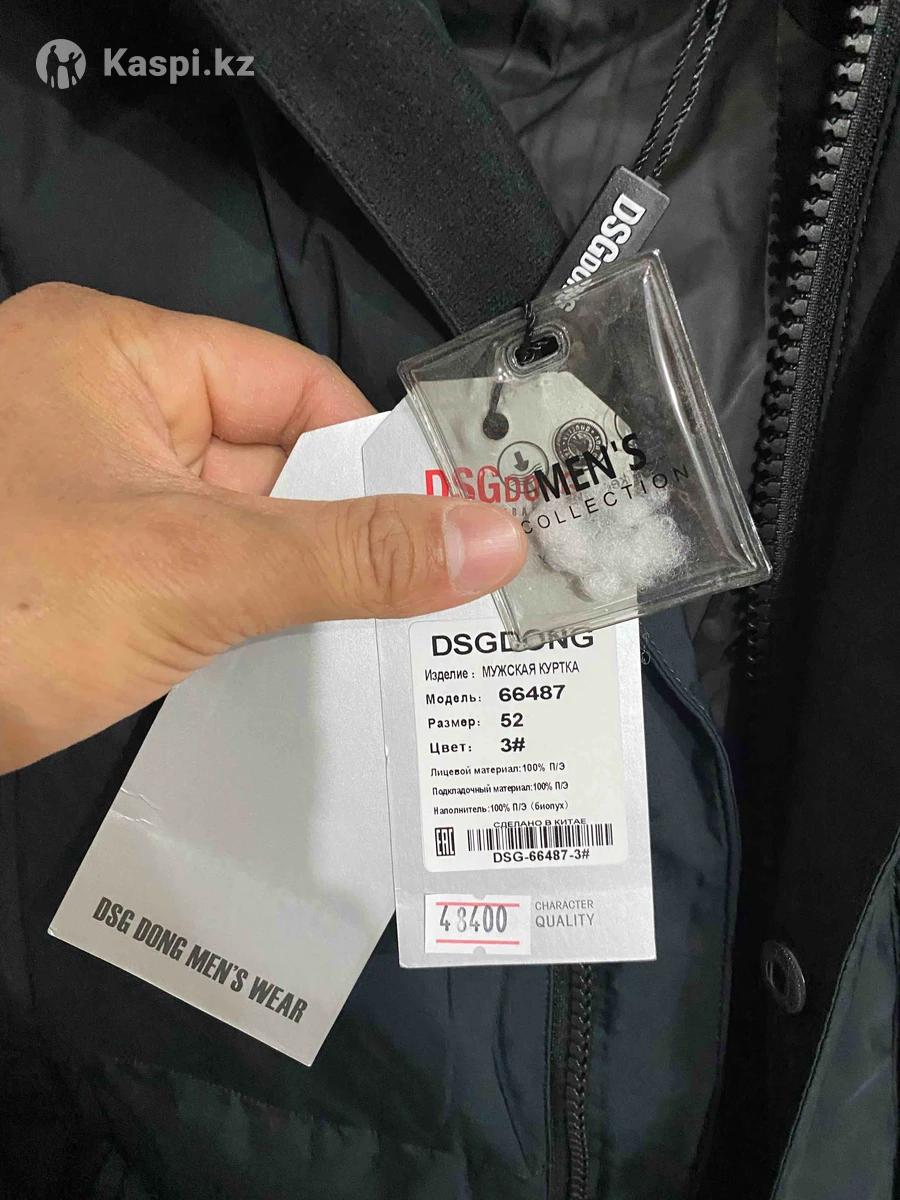 Kaspi.kz
DSGDONG
MEN'S
COLLECTION
DSGDONG
DSGDONG
Изделие: МУЖСКАЯ КУРТКА
Модель: 66487
Размер: 52
Цвет: 3#
Лицевой материал:100% П/Э
Подкладочный материал:100% П/Э
Наполнитель:100% П/Э (биопух)
СДЕЛАНО В КИТАЕ
EAC
DSG-66487-3#
48400
CHARACTER
QUALITY
DSG DONG MEN'S WEAR